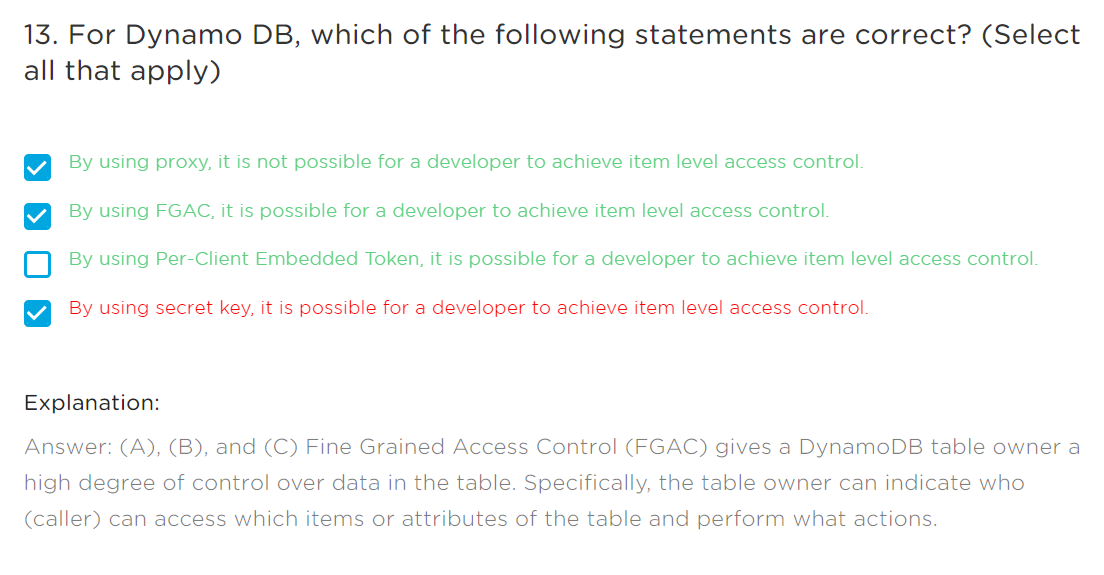 13. For Dynamo DB, which of the following statements are correct? (Select
all that apply)
By using proxy, it is not possible for a developer to achieve item level access control.
By using FGAC, it is possible for a developer to achieve item level access control.
By using Per-Client Embedded Token, it is possible for a developer to achieve item level access control.
By using secret key, it is possible for a developer to achieve item level access control.
Explanation:
Answer: (A), (B), and (C) Fine Grained Access Control (FGAC) gives a DynamoDB table owner a
high degree of control over data in the table. Specifically, the table owner can indicate who
(caller) can access which items or attributes of the table and perform what actions.